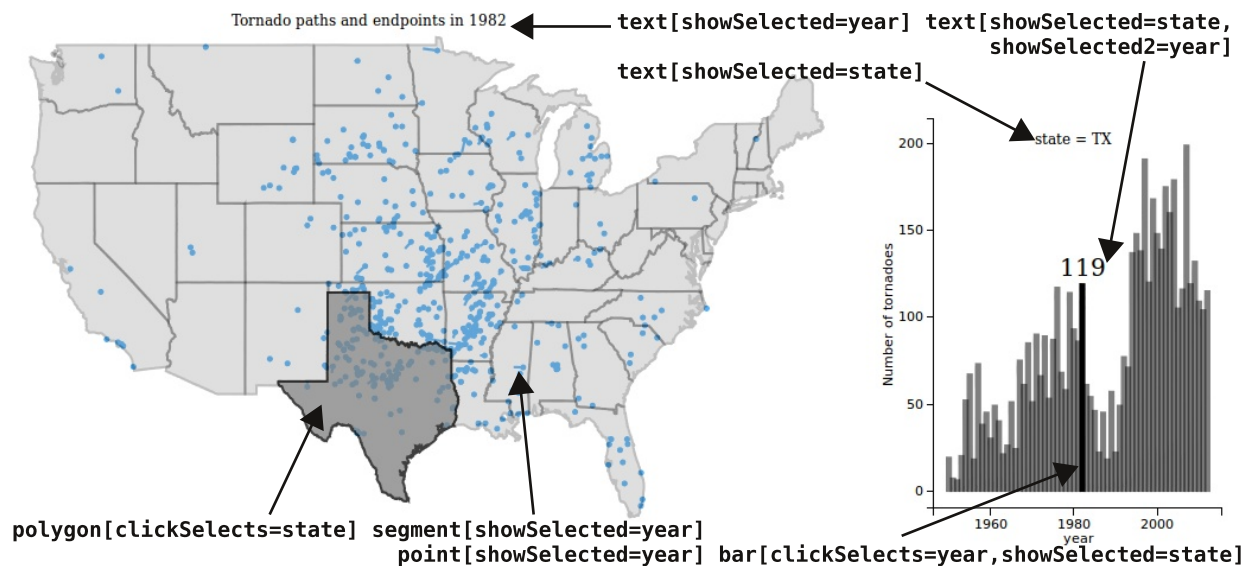 Tornado paths and endpoints in 1982
text[showSelected=year] text[showSelected=state,
showSelected2=year]
text[showSelected=state]
state = TX
119
Number of tornadoes
200
150
100
50
0
1960 1980 2000
year
polygon[clickSelects=state] segment[showSelected=year]
point[showSelected=year] bar[clickSelects=year,showSelected=state]